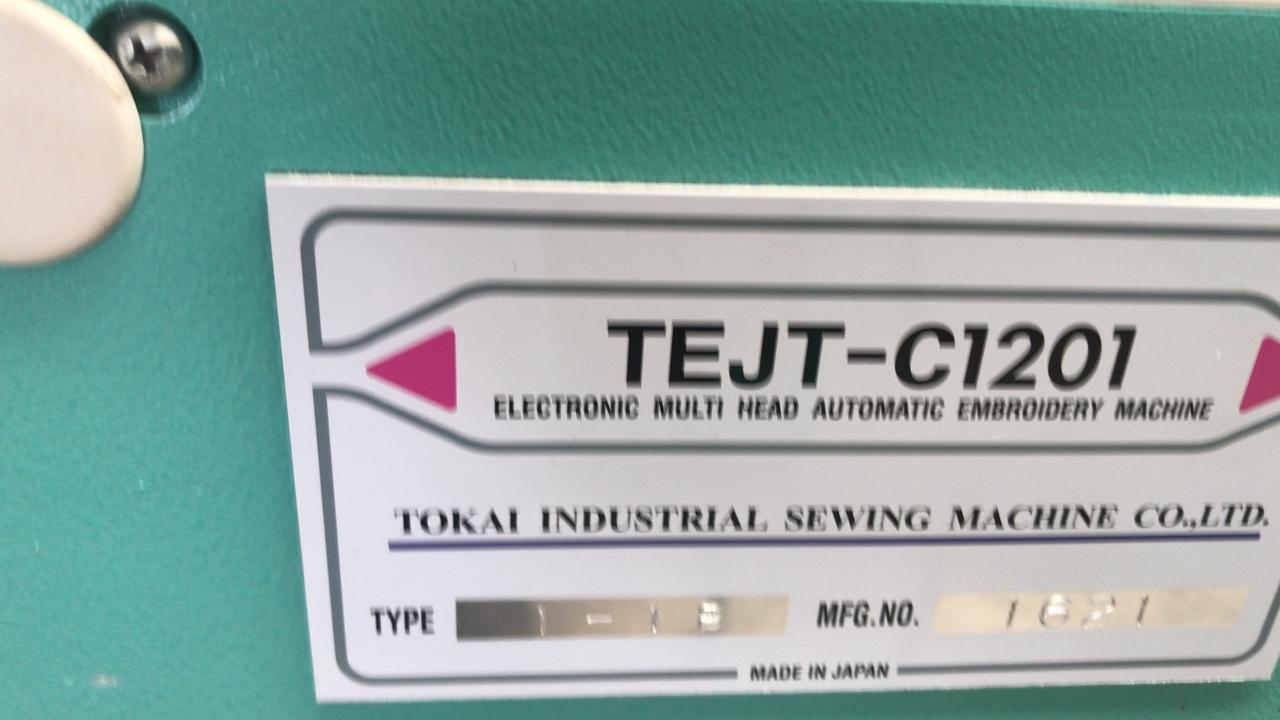 TEJT-C1201
ELECTRONIC MULTI HEAD AUTOMATIC EMBROIDERY MACHINE
TOKAI INDUSTRIAL SEWING MACHINE CO.,LTD.
TYPE MFG.NO. 1621
MADE IN JAPAN